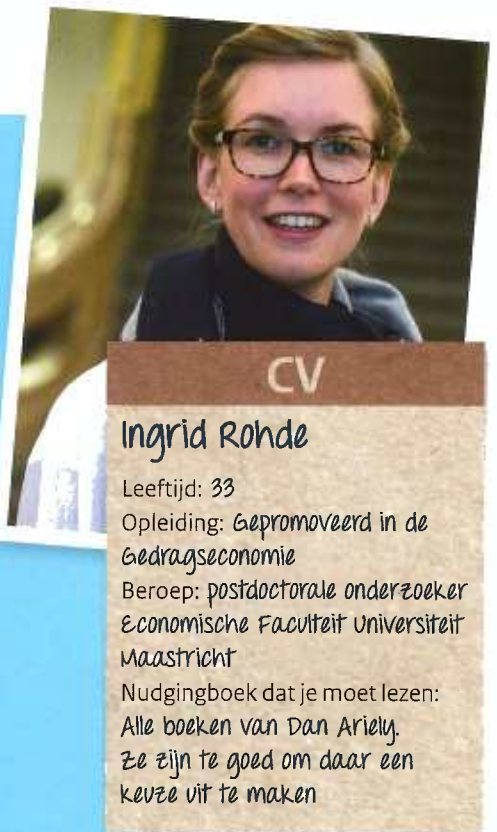 CV
Ingrid Rohde
Leeftijd: 33
Opleiding: Gepromoveerd in de
Gedragseconomie
Beroep: postdoctorale onderzoeker
Economische Faculteit Universiteit
Maastricht
Nudgingboek dat je moet lezen:
Alle boeken van Dan Ariely.
Ze zijn te goed om daar een
keuze uit te maken